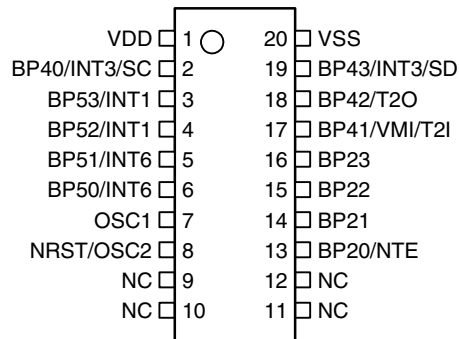 VDD 1 20 VSS
BP40/INT3/SC 2 19 BP43/INT3/SD
BP53/INT1 3 18 BP42/T2O
BP52/INT1 4 17 BP41/VMI/T2I
BP51/INT6 5 16 BP23
BP50/INT6 6 15 BP22
OSC1 7 14 BP21
NRST/OSC2 8 13 BP20/NTE
NC 9 12 NC
NC 10 11 NC